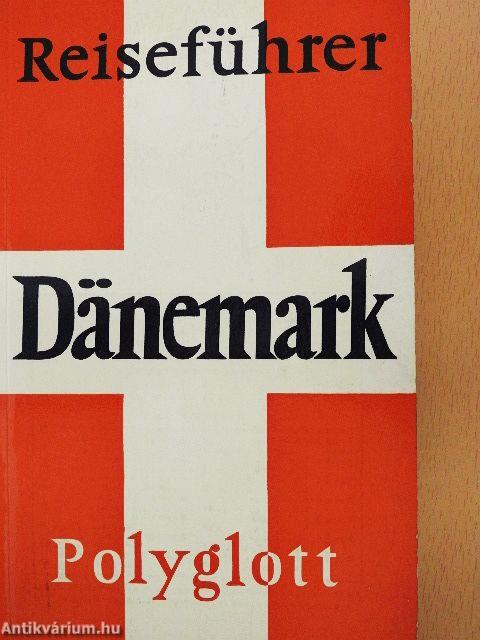 Reiseführer
Dänemark
Polyglott
Antikvárium.hu